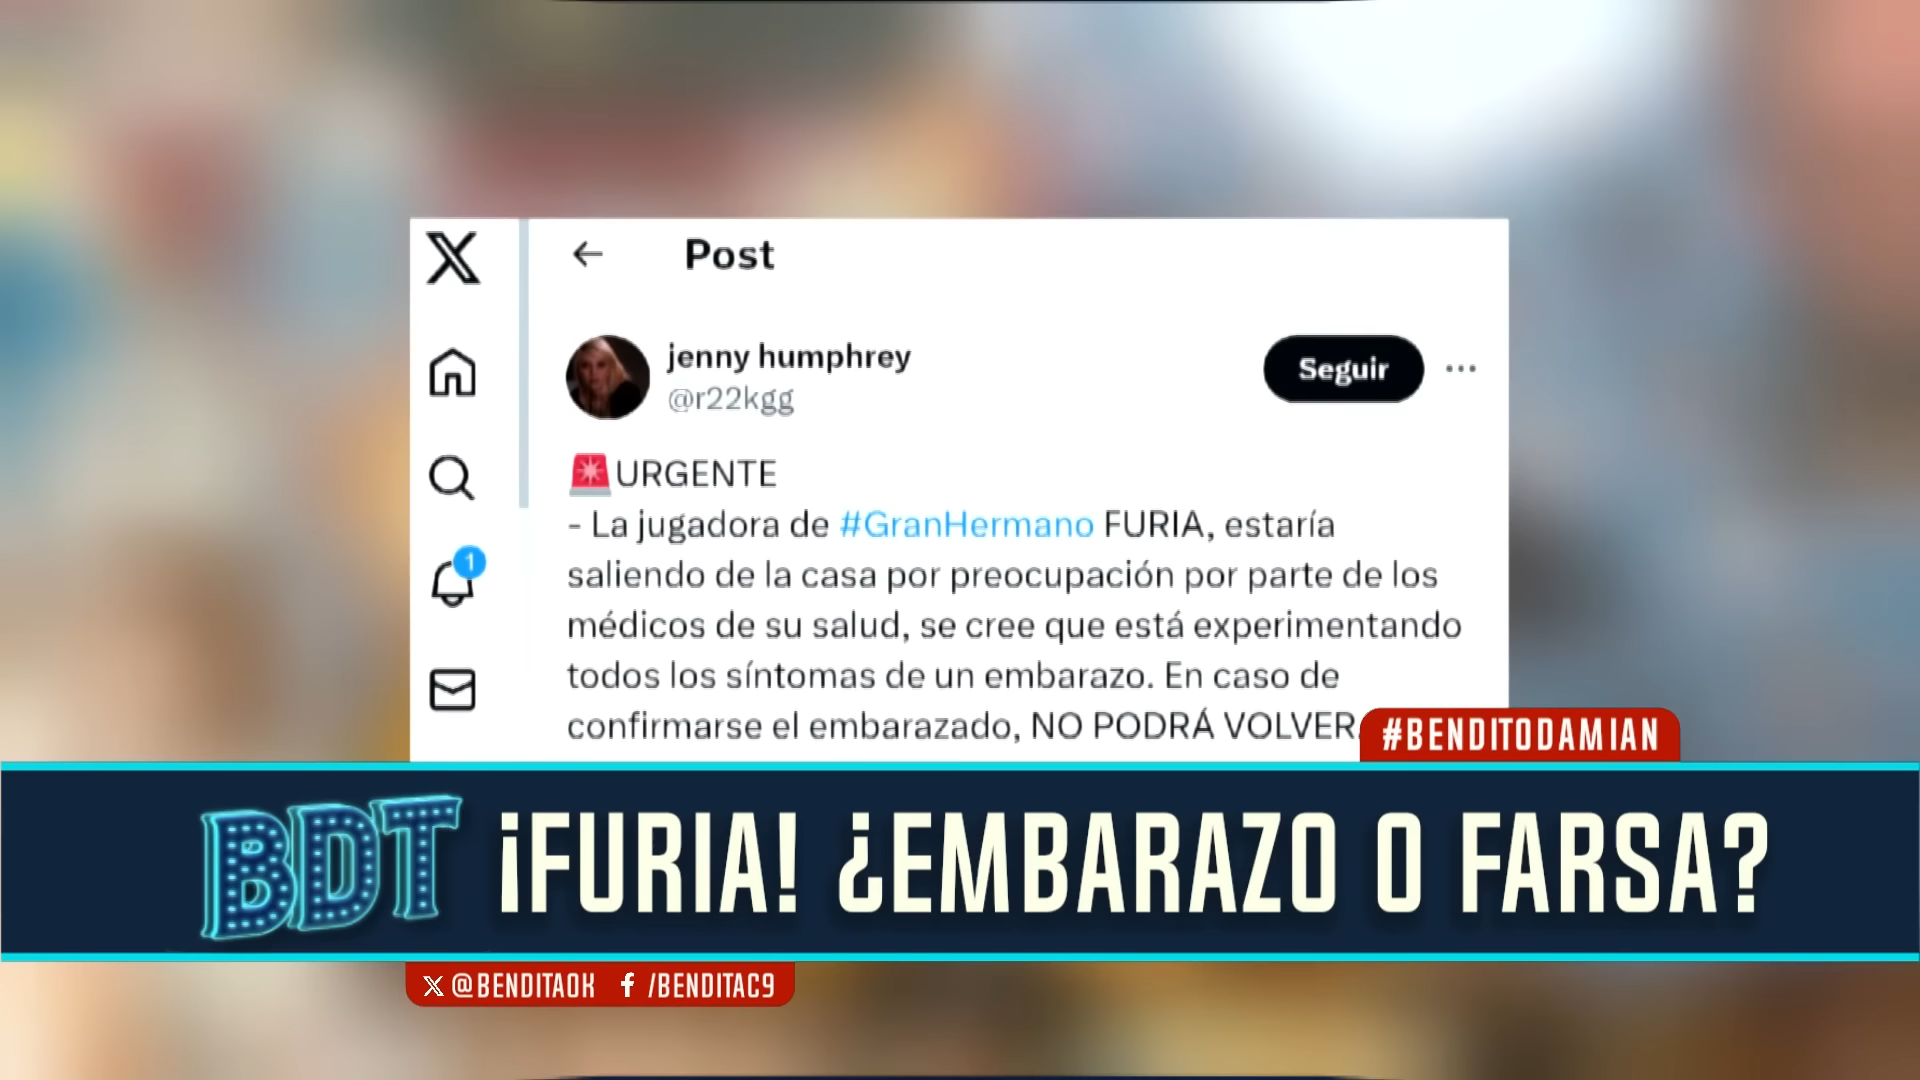 X
Post
jenny humphrey
@r22kgg
Seguir
🚨URGENTE
- La jugadora de #GranHermano FURIA, estaría
saliendo de la casa por preocupación por parte de los
médicos de su salud, se cree que está experimentando
todos los síntomas de un embarazo. En caso de
confirmarse el embarazado, NO PODRÁ VOLVER.
1
#BENDITODAMIAN
BDT
¡FURIA! ¿EMBARAZO O FARSA?
X @BENDITAOK f /BENDITAC9